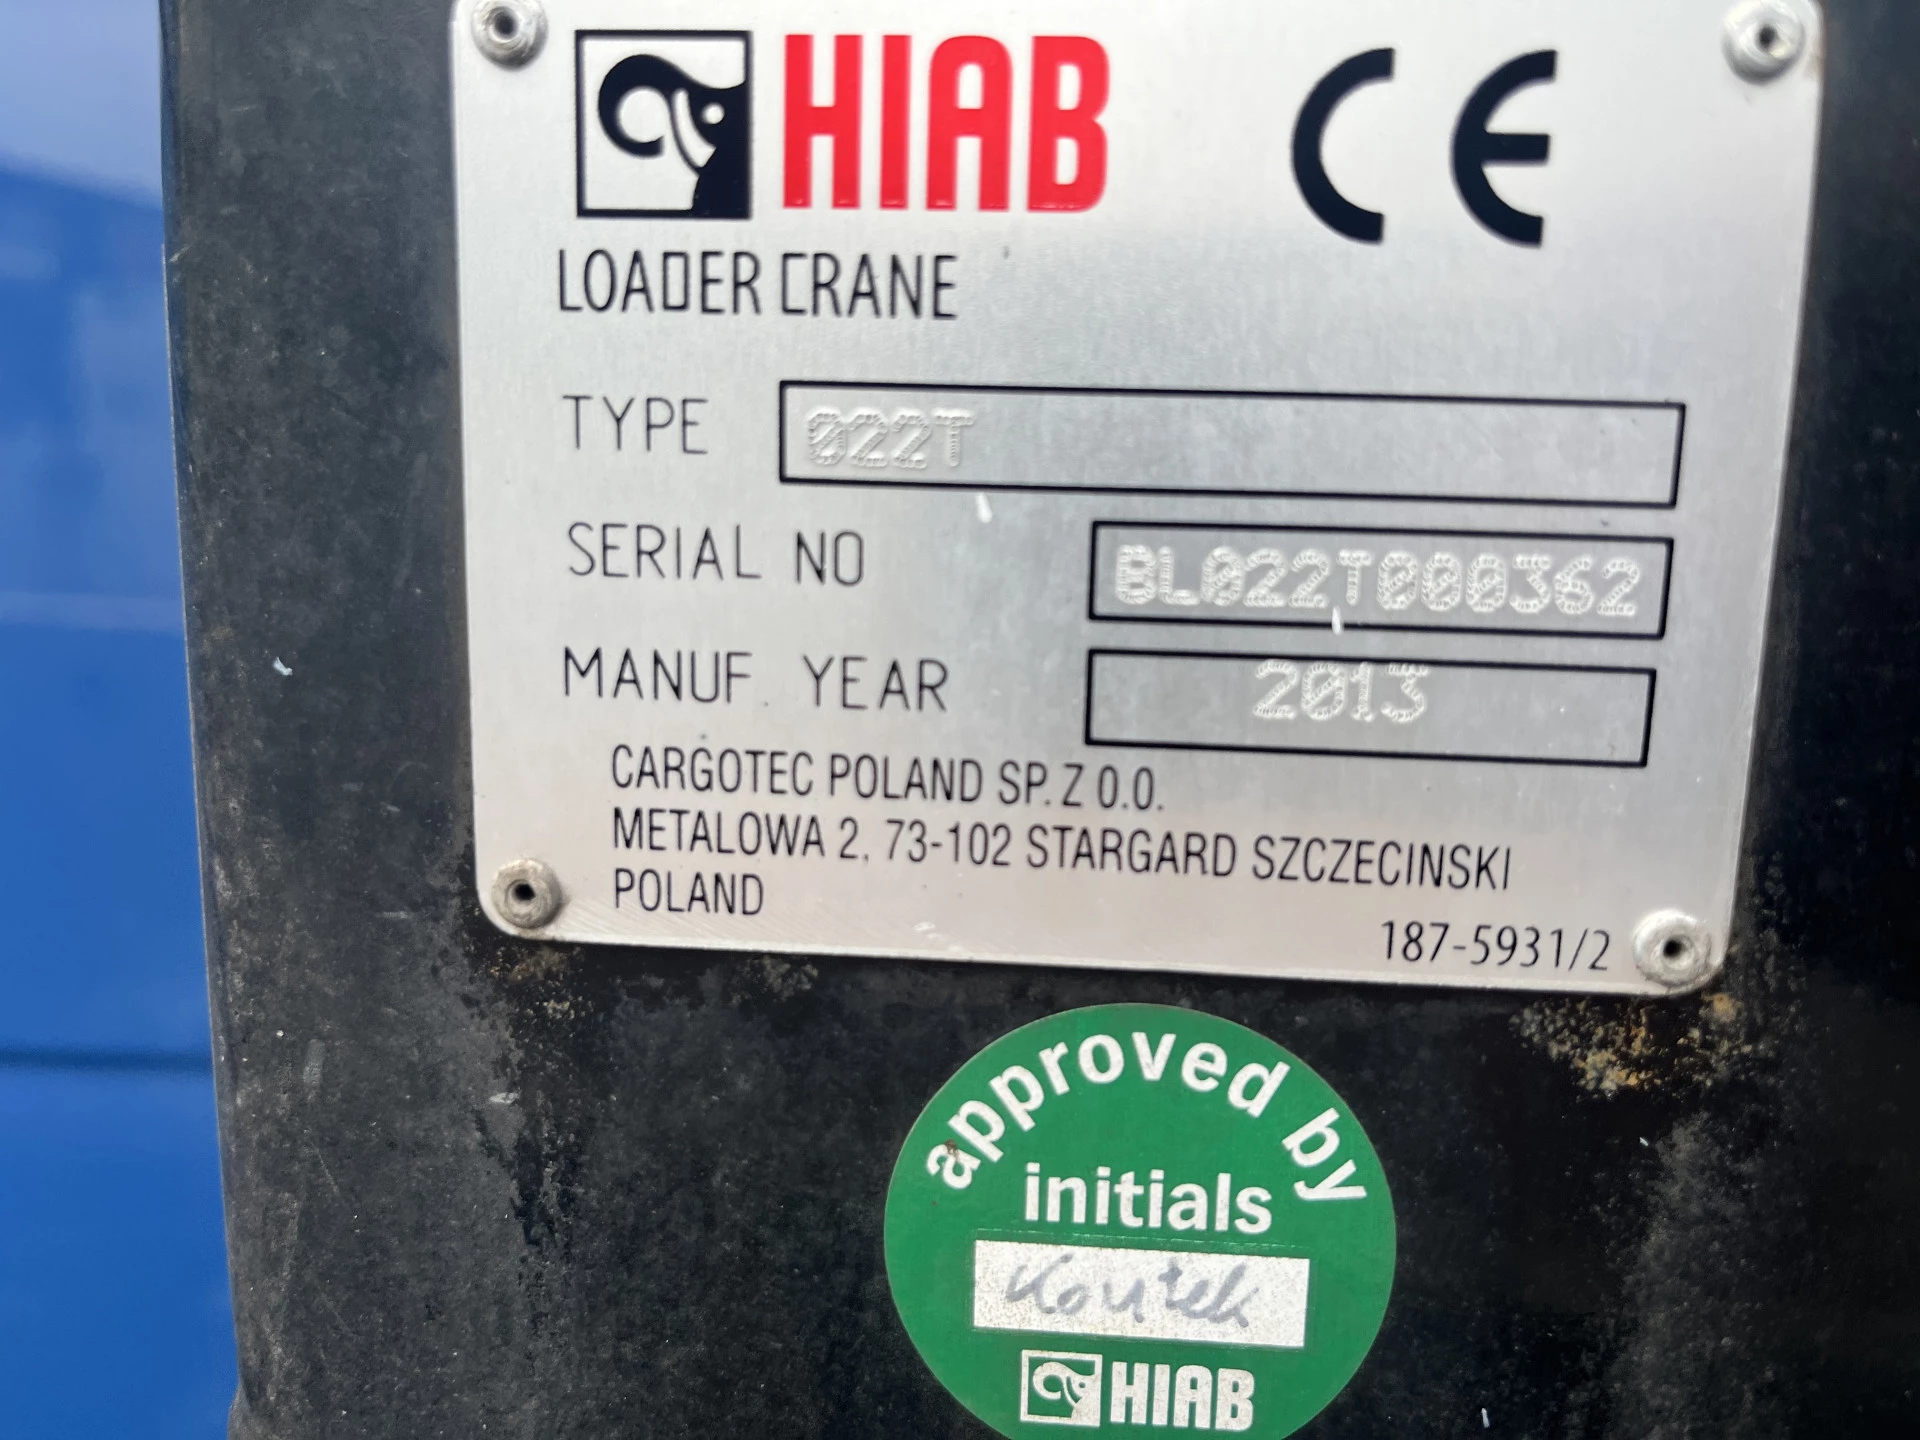 HIAB CE
LOADER CRANE
TYPE 022T
SERIAL NO BL022T000362
MANUF. YEAR 2013
CARGOTEC POLAND SP. Z O.O.
METALOWA 2, 73-102 STARGARD SZCZECINSKI
POLAND
187-5931/2
approved by
initials
HIAB